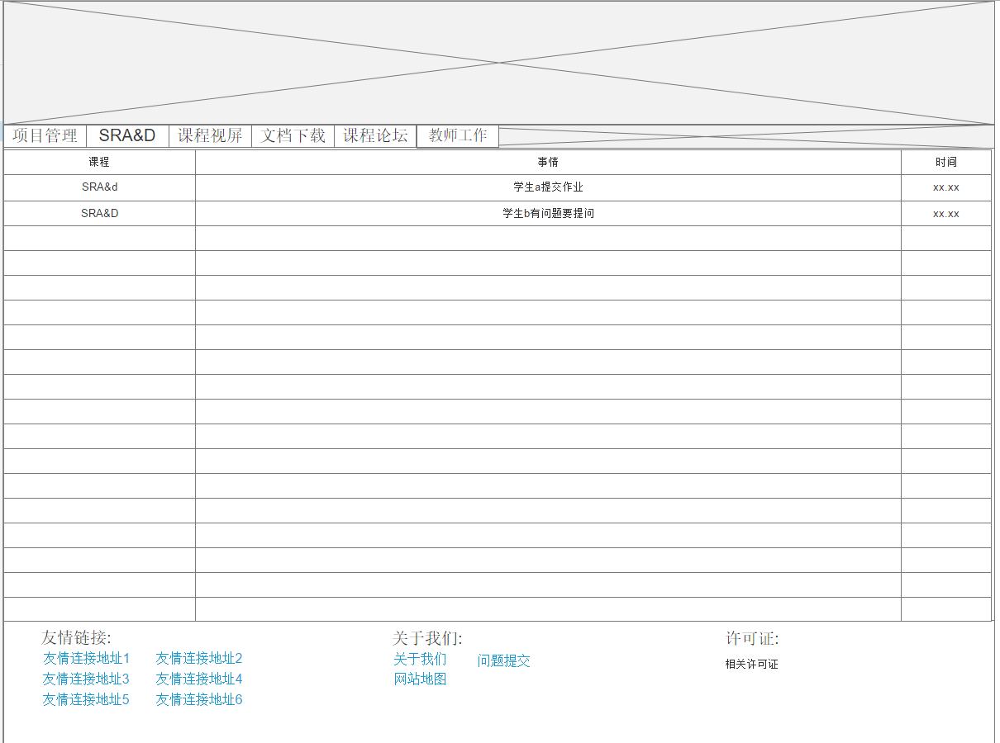 项目管理 SRA&D 课程视屏 文档下载 课程论坛 教师工作
课程 事情 时间
SRA&d 学生a提交作业 xx.xx
SRA&D 学生b有问题要提问 xx.xx
友情链接: 关于我们: 许可证:
友情连接地址1 友情连接地址2 关于我们 问题提交 相关许可证
友情连接地址3 友情连接地址4 网站地图
友情连接地址5 友情连接地址6